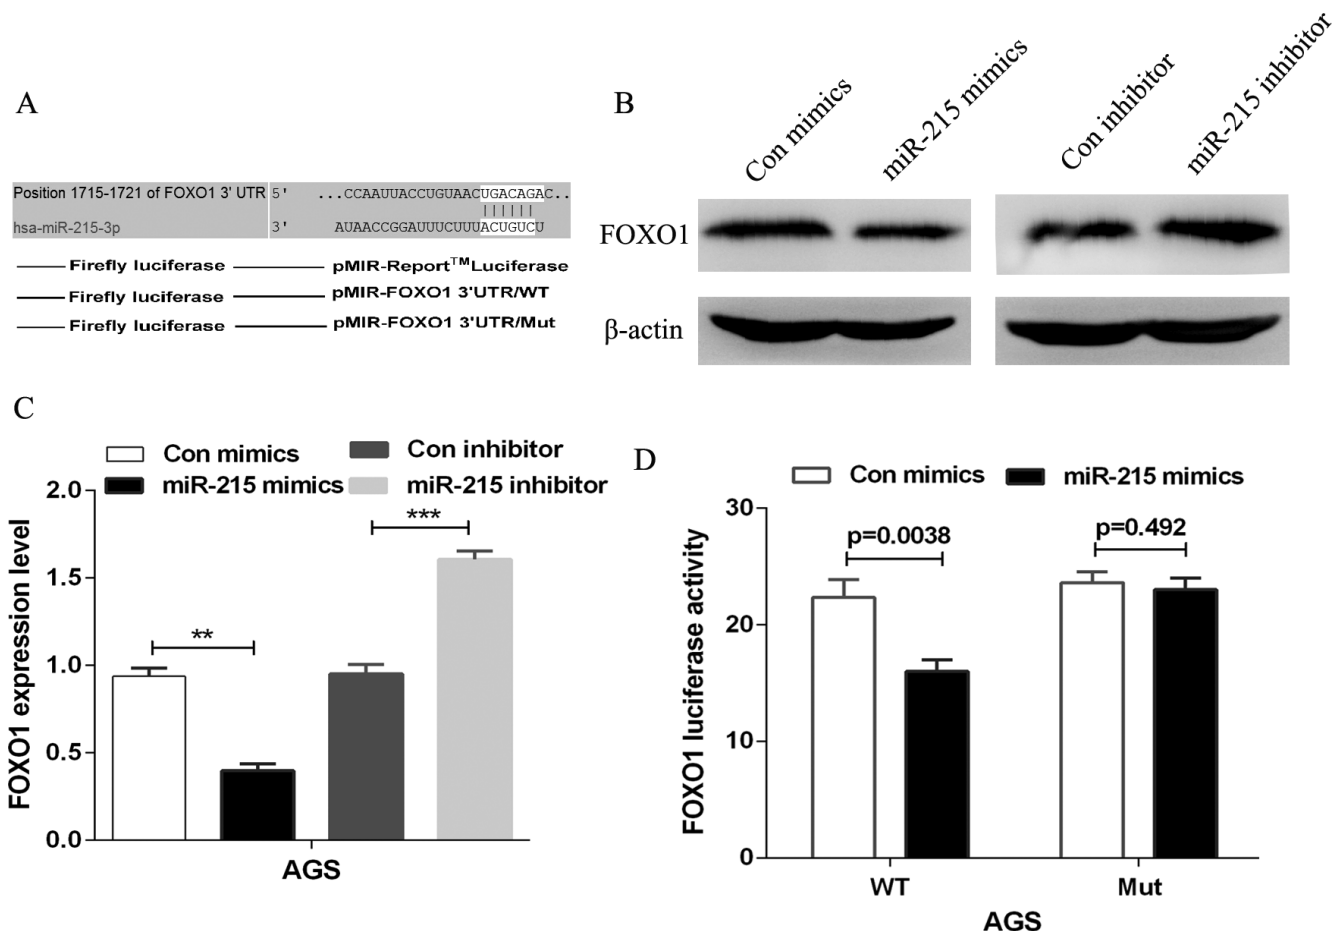 A
Position 1715-1721 of FOXO1 3' UTR 5' ...CCAAUUACCUGUAACUGACAGAC..
hsa-miR-215-3p 3' AUAACCGGAUUUCUUUACUGUCU
Firefly luciferase pMIR-Report™Luciferase
Firefly luciferase pMIR-FOXO1 3'UTR/WT
Firefly luciferase pMIR-FOXO1 3'UTR/Mut
B
Con mimics
miR-215 mimics
Con inhibitor
miR-215 inhibitor
FOXO1
β-actin
C
Con mimics
Con inhibitor
miR-215 mimics
miR-215 inhibitor
FOXO1 expression level
2.0
1.5
1.0
0.5
0.0
**
***
AGS
D
Con mimics
miR-215 mimics
FOXO1 luciferase activity
30
20
10
0
p=0.0038
p=0.492
WT
Mut
AGS